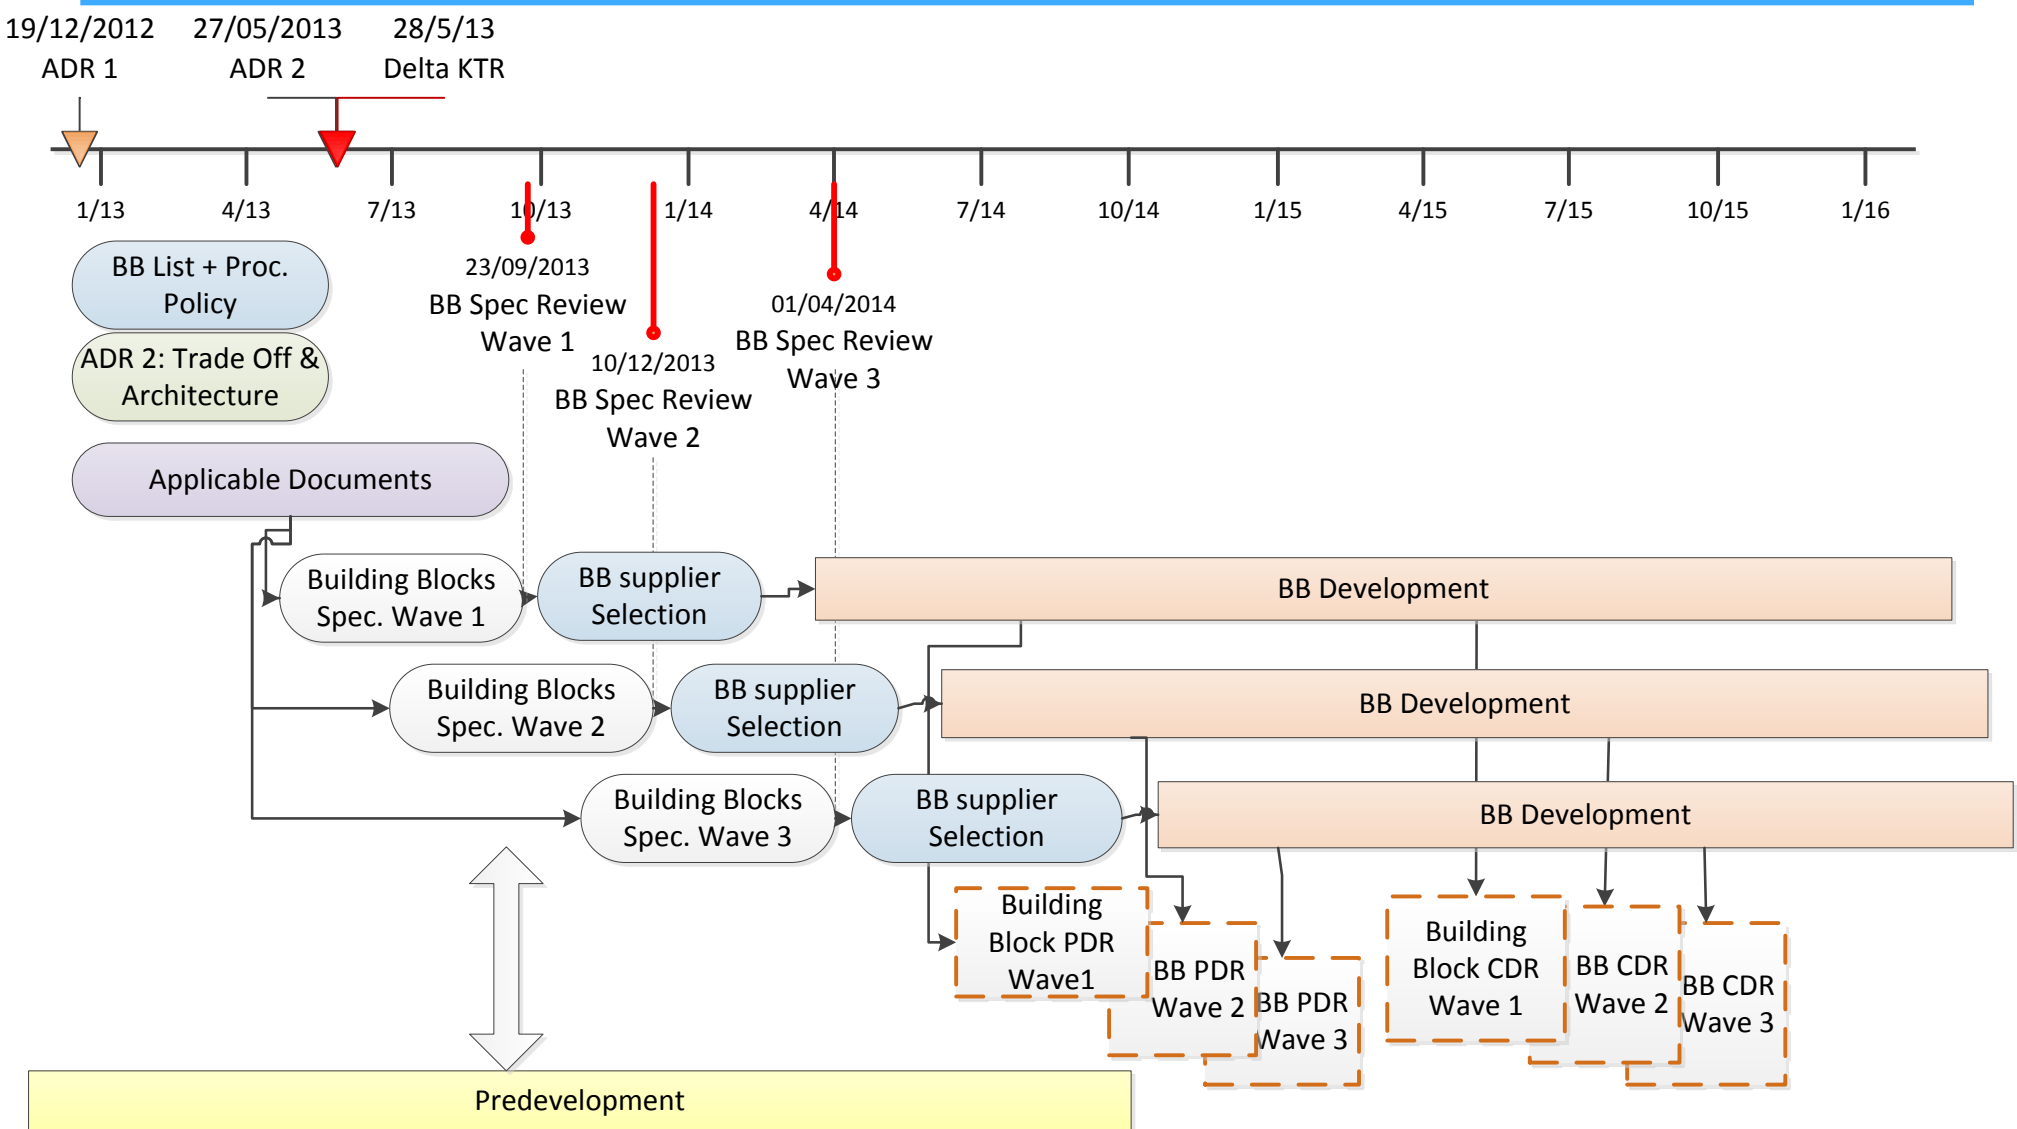 19/12/2012
ADR 1
27/05/2013
ADR 2
28/5/13
Delta KTR
1/13
4/13
7/13
10/13
1/14
4/14
7/14
10/14
1/15
4/15
7/15
10/15
1/16
23/09/2013
BB Spec Review
Wave 1
10/12/2013
BB Spec Review
Wave 2
01/04/2014
BB Spec Review
Wave 3
BB List + Proc.
Policy
ADR 2: Trade Off &
Architecture
Applicable Documents
Building Blocks
Spec. Wave 1
BB supplier
Selection
BB Development
Building Blocks
Spec. Wave 2
BB supplier
Selection
BB Development
Building Blocks
Spec. Wave 3
BB supplier
Selection
BB Development
Building
Block PDR
Wave1
BB PDR
Wave 2
BB PDR
Wave 3
Building
Block CDR
Wave 1
BB CDR
Wave 2
BB CDR
Wave 3
Predevelopment